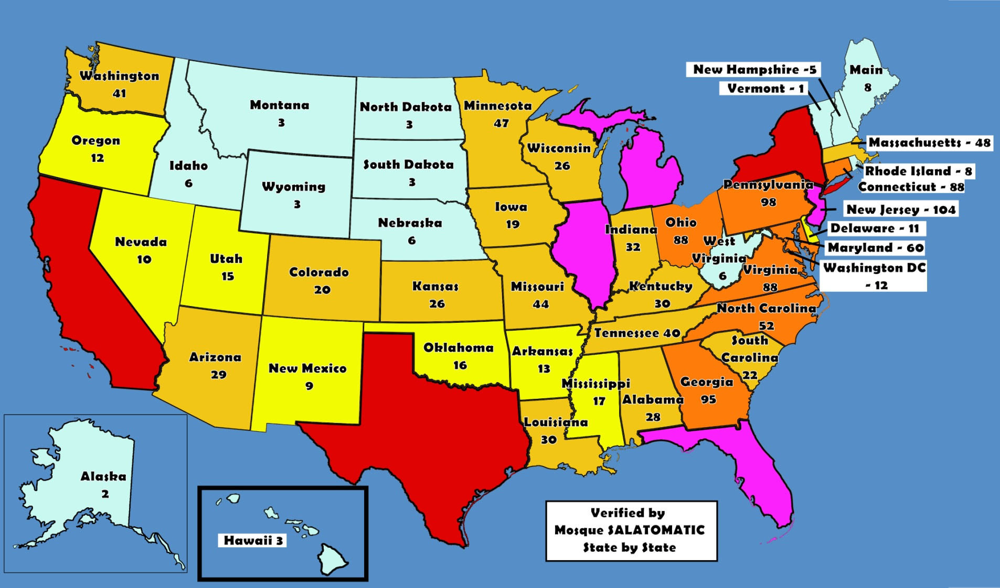 Washington
41
Oregon
12
Idaho
6
Montana
3
North Dakota
3
South Dakota
3
Wyoming
3
Nebraska
6
Nevada
10
Utah
15
Colorado
20
Kansas
26
Arizona
29
New Mexico
9
Oklahoma
16
Minnesota
47
Wisconsin
26
Iowa
19
Missouri
44
Arkansas
13
Louisiana
30
Mississippi
17
Alabama
28
Tennessee 40
Kentucky
30
Indiana
32
Ohio
88
West
Virginia
6
Virginia
88
North Carolina
52
South
Carolina
22
Georgia
95
Pennsylvania
98
New Hampshire -5
Vermont - 1
Main
8
Massachusetts - 48
Rhode Island - 8
Connecticut - 88
New Jersey - 104
Delaware - 11
Maryland - 60
Washington DC
- 12
Alaska
2
Hawaii 3
Verified by
Mosque SALATOMATIC
State by State